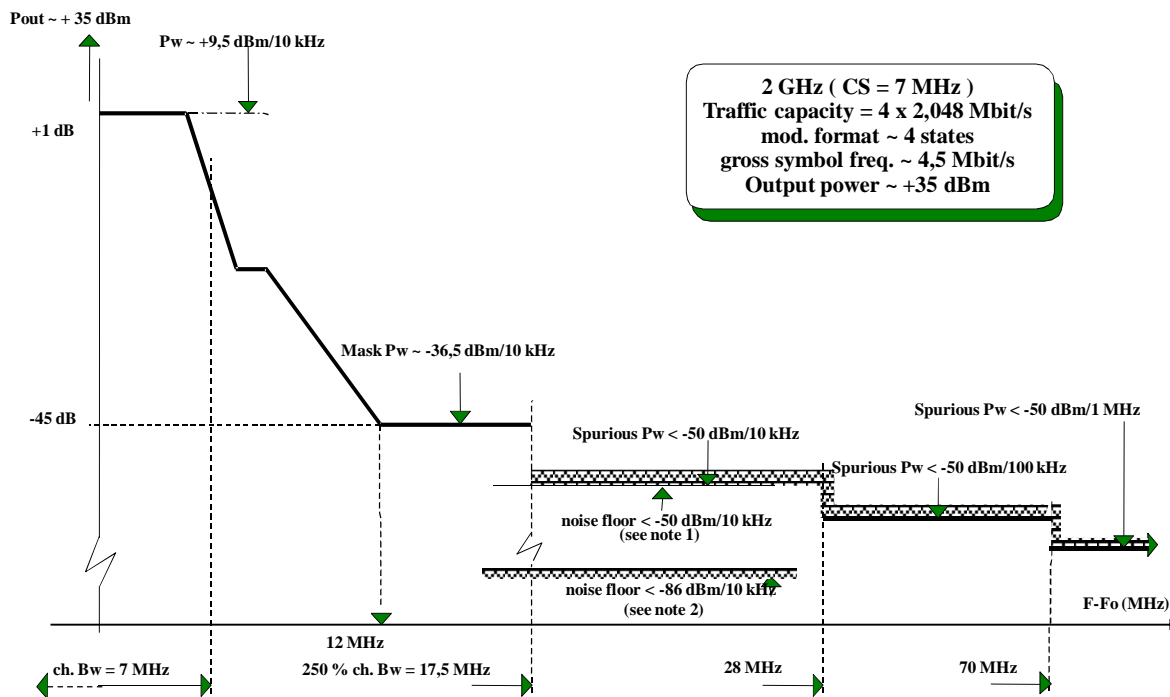 Pout ~ + 35 dBm
Pw ~ +9,5 dBm/10 kHz
2 GHz ( CS = 7 MHz )
Traffic capacity = 4 x 2,048 Mbit/s
mod. format ~ 4 states
gross symbol freq. ~ 4,5 Mbit/s
Output power ~ +35 dBm
+1 dB
Mask Pw ~ -36,5 dBm/10 kHz
-45 dB
Spurious Pw < -50 dBm/1 MHz
Spurious Pw < -50 dBm/10 kHz
Spurious Pw < -50 dBm/100 kHz
noise floor < -50 dBm/10 kHz
(see note 1)
noise floor < -86 dBm/10 kHz
(see note 2)
F-Fo (MHz)
12 MHz
ch. Bw = 7 MHz
250 % ch. Bw = 17,5 MHz
28 MHz
70 MHz